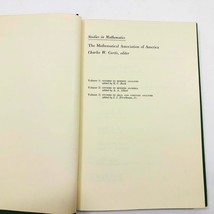 Studies in Mathematics
The Mathematical Association of America
Charles W. Curtis, editor
Volume 1: STUDIES IN MODERN ANALYSIS
edited by R. C. Buck
Volume 2: STUDIES IN MODERN ALGEBRA
edited by A. A. Albert
Volume 3: STUDIES IN REAL AND COMPLEX ANALYSIS
edited by I. I. Hirschman, Jr.